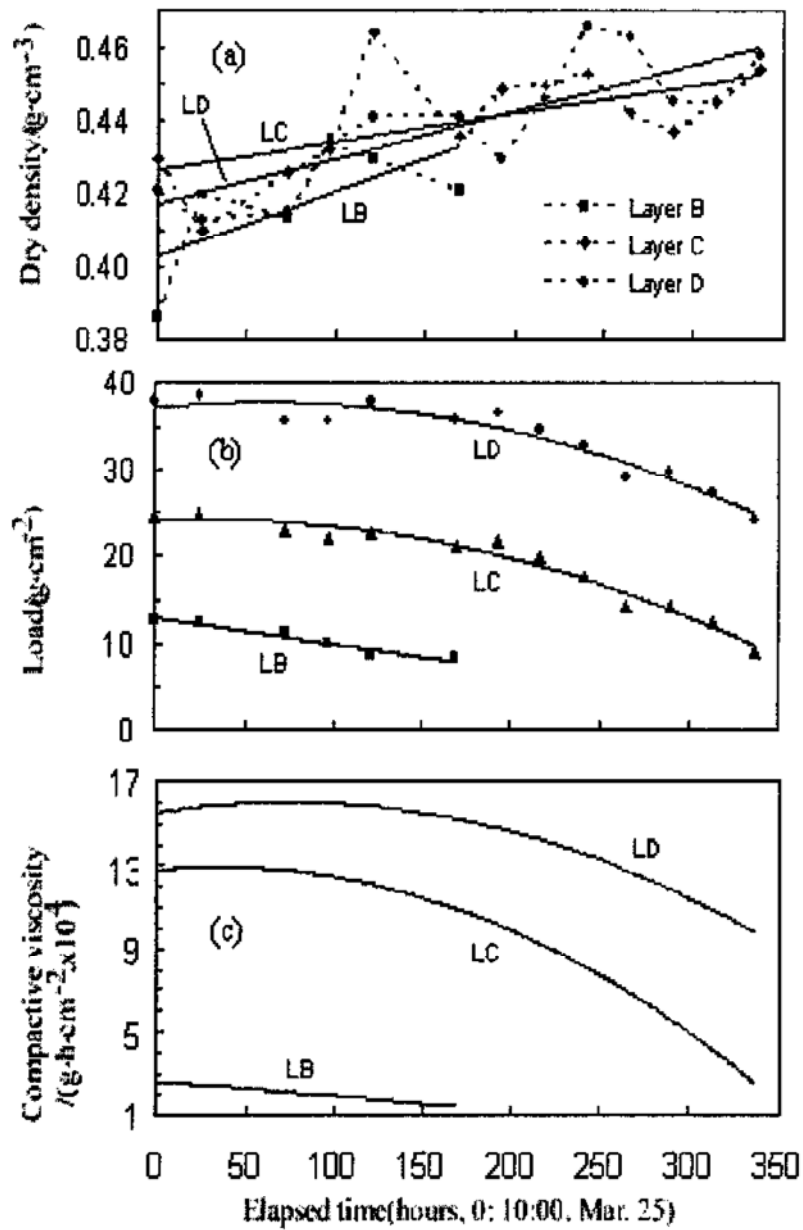 (a)
0.46
0.44
0.42
0.40
0.38
Dry density/(g·cm⁻³)
LD
LC
LB
Layer B
Layer C
Layer D
40
30
20
10
0
Load/(g·cm⁻²)
(b)
LD
LC
LB
17
13
9
5
1
Compactive viscosity
/(g·h·cm⁻²,x10⁴)
(c)
LD
LC
LB
0 50 100 150 200 250 300 350
Elapsed time(hours, 0: 10:00, Mar. 25)